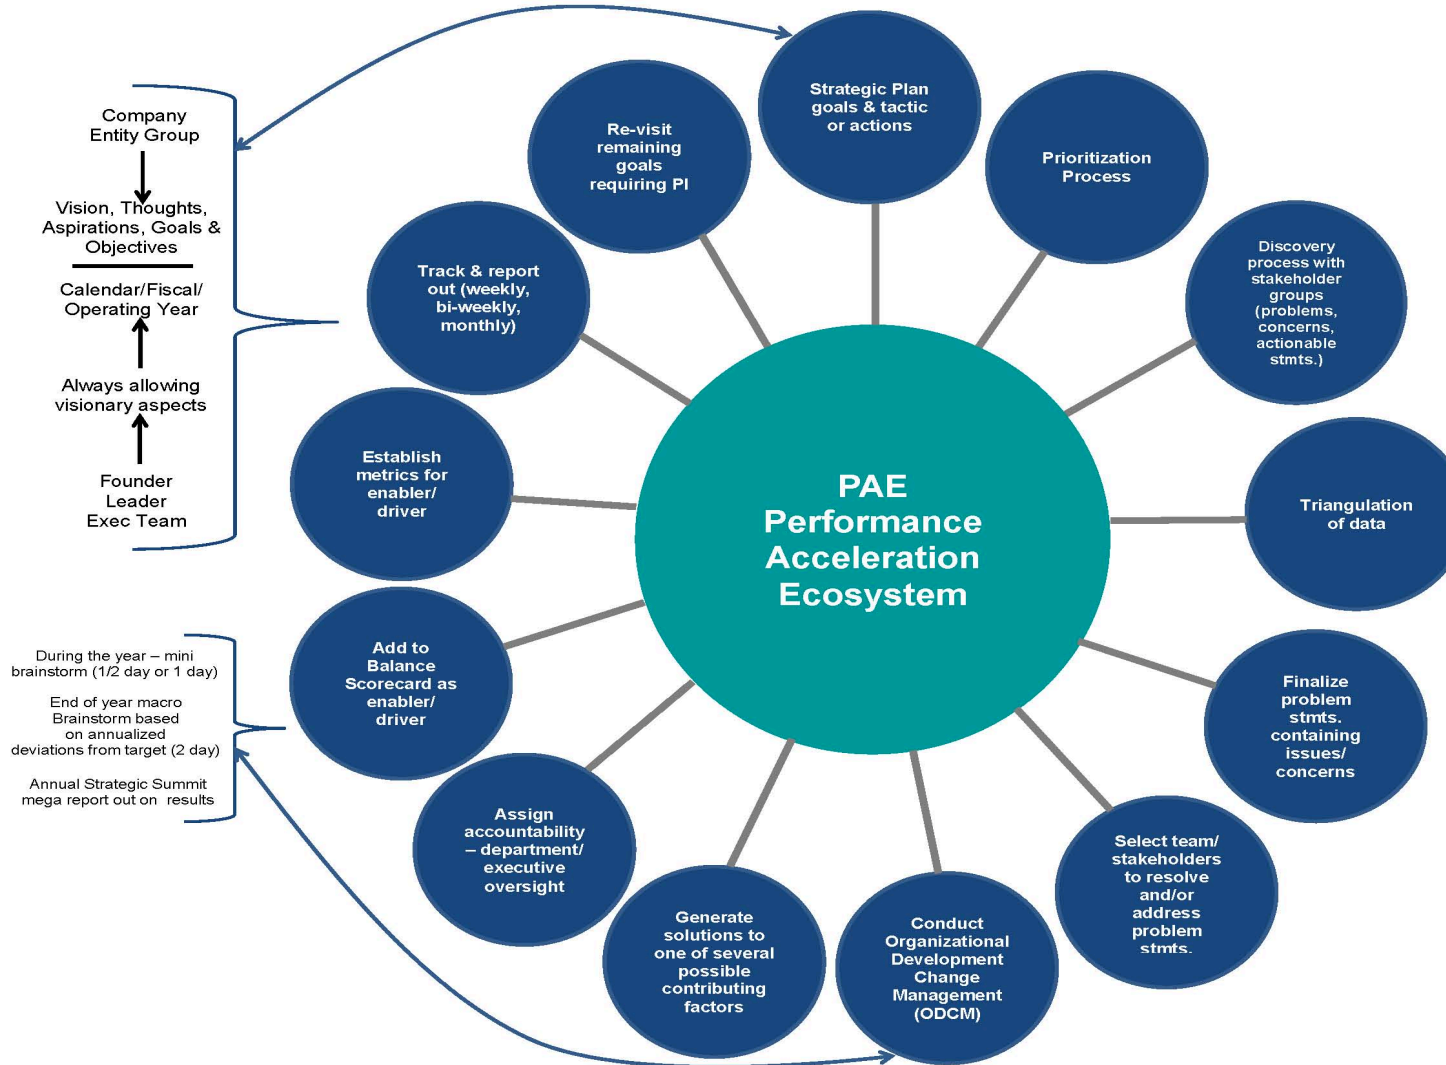 Company
Entity Group
Vision, Thoughts,
Aspirations, Goals &
Objectives
Calendar/Fiscal/
Operating Year
Always allowing
visionary aspects
Founder
Leader
Exec Team
During the year – mini
brainstorm (1/2 day or 1 day)
End of year macro
Brainstorm based
on annualized
deviations from target (2 day)
Annual Strategic Summit
mega report out on results
PAE
Performance
Acceleration
Ecosystem
Strategic Plan
goals & tactic
or actions
Prioritization
Process
Discovery
process with
stakeholder
groups
(problems,
concerns,
actionable
stmts.)
Triangulation
of data
Finalize
problem
stmts.
containing
issues/
concerns
Select team/
stakeholders
to resolve
and/or
address
problem
stmts.
Conduct
Organizational
Development
Change
Management
(ODCM)
Generate
solutions to
one of several
possible
contributing
factors
Assign
accountability
– department/
executive
oversight
Add to
Balance
Scorecard as
enabler/
driver
Establish
metrics for
enabler/
driver
Track & report
out (weekly,
bi-weekly,
monthly)
Re-visit
remaining
goals
requiring PI